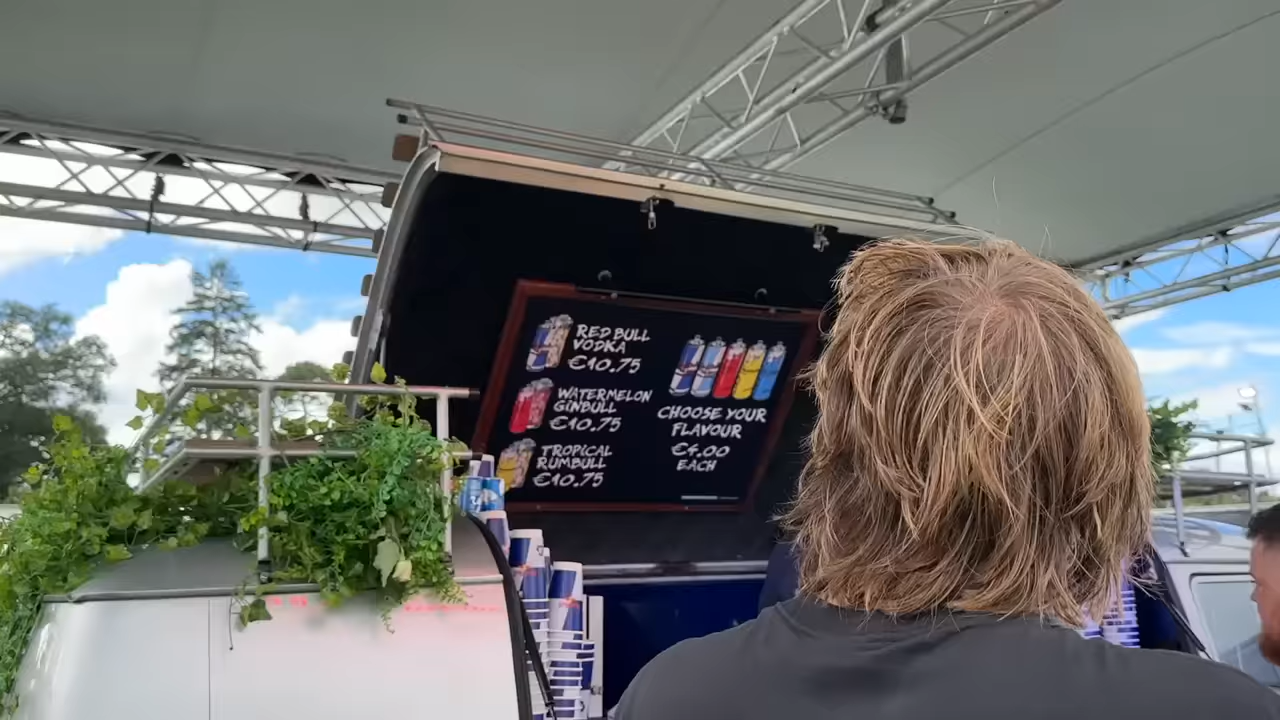 RED BULL
VODKA
€10.75
WATERMELON
GINBULL
€10.75
TROPICAL
RUMBULL
€10.75
CHOOSE YOUR
FLAVOUR
€4.00
EACH